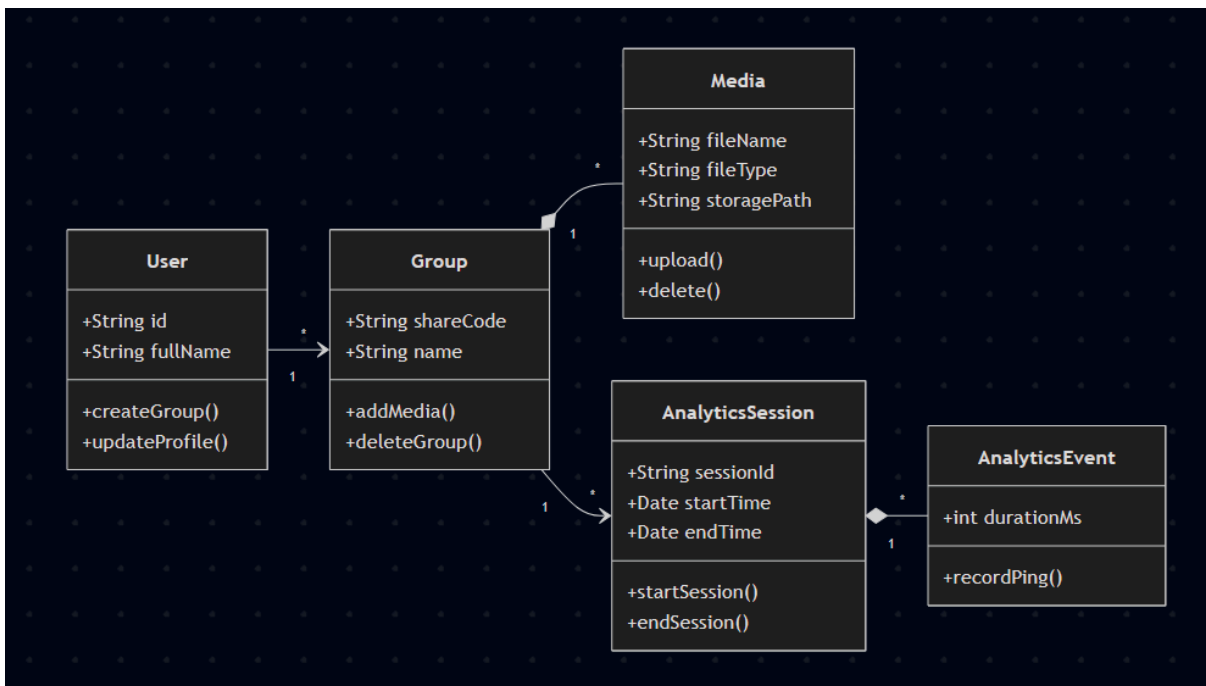 User
+String id
+String fullName
+createGroup()
+updateProfile()
1
*
Group
+String shareCode
+String name
+addMedia()
+deleteGroup()
1
*
Media
+String fileName
+String fileType
+String storagePath
+upload()
+delete()
1
*
AnalyticsSession
+String sessionId
+Date startTime
+Date endTime
+startSession()
+endSession()
1
*
AnalyticsEvent
+int durationMs
+recordPing()